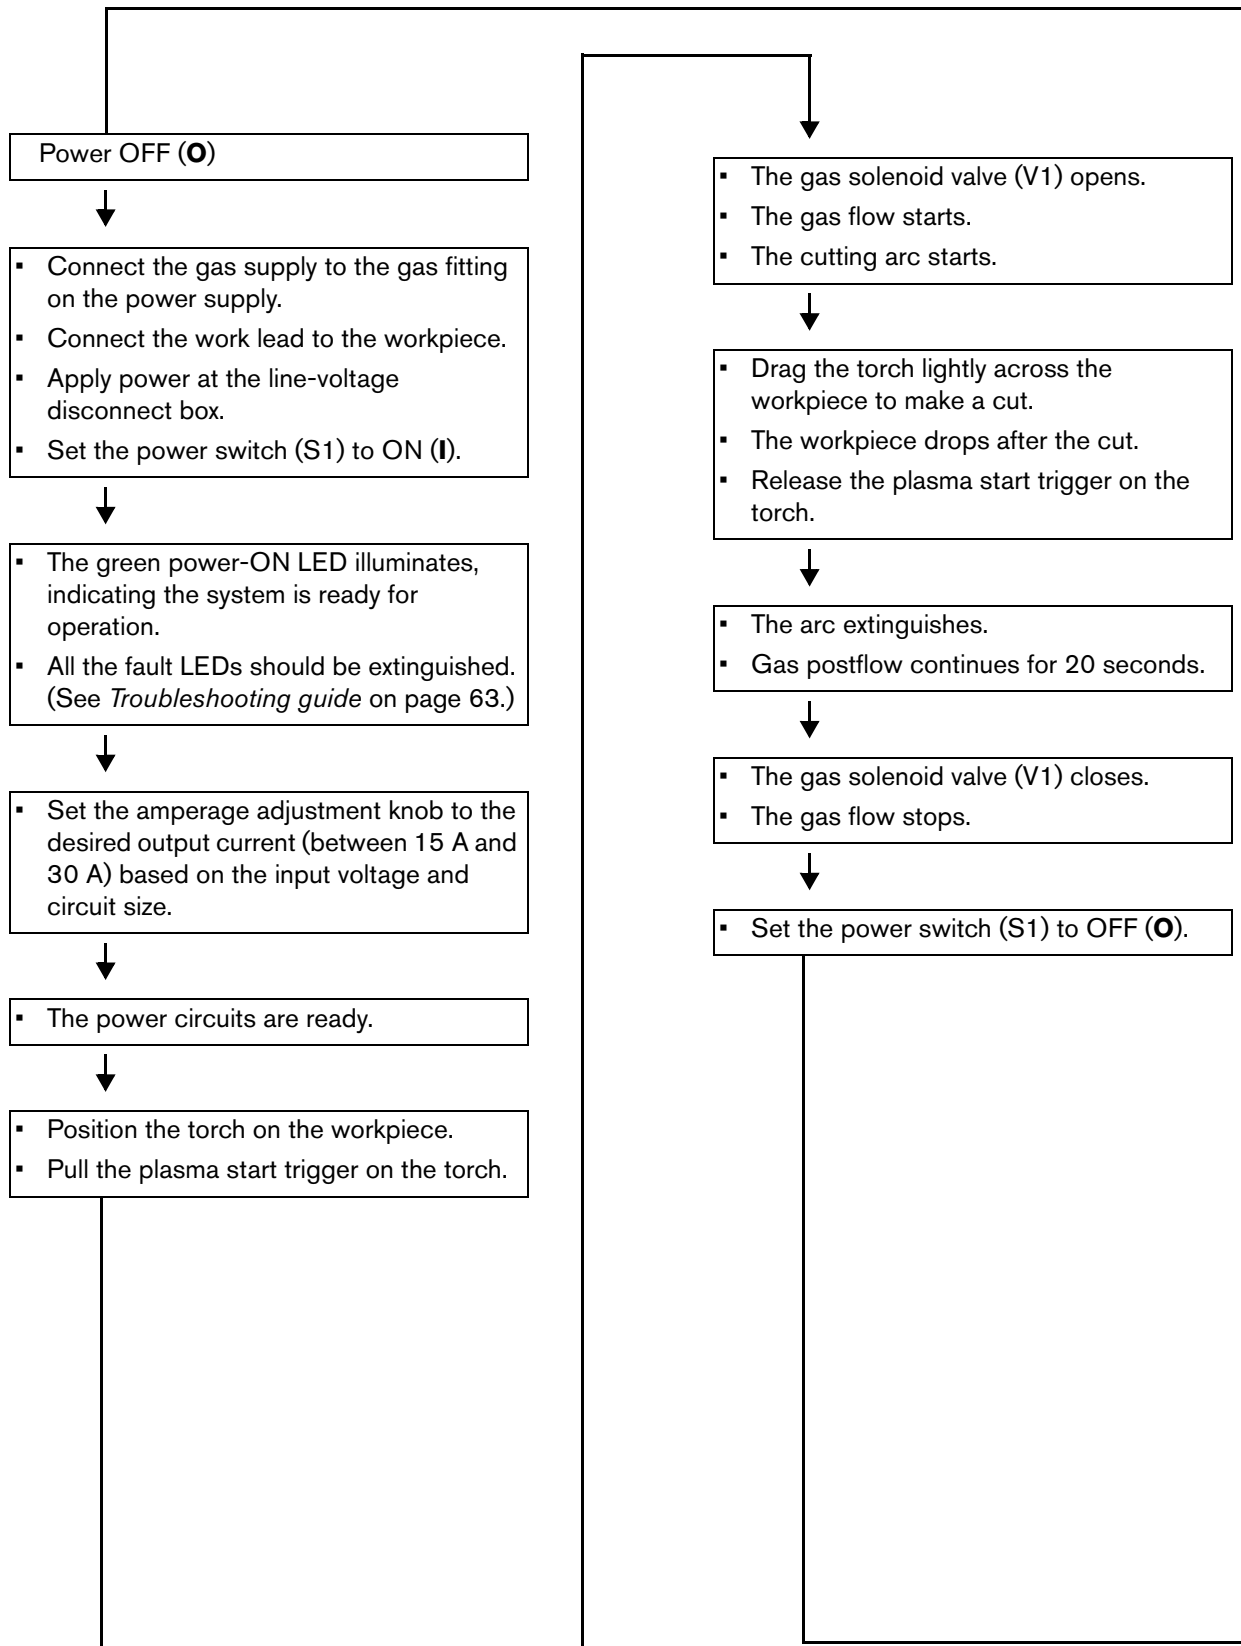 Power OFF (O)
▪ Connect the gas supply to the gas fitting
on the power supply.
▪ Connect the work lead to the workpiece.
▪ Apply power at the line-voltage
disconnect box.
▪ Set the power switch (S1) to ON (I).
▪ The green power-ON LED illuminates,
indicating the system is ready for
operation.
▪ All the fault LEDs should be extinguished.
(See Troubleshooting guide on page 63.)
▪ Set the amperage adjustment knob to the
desired output current (between 15 A and
30 A) based on the input voltage and
circuit size.
▪ The power circuits are ready.
▪ Position the torch on the workpiece.
▪ Pull the plasma start trigger on the torch.
▪ The gas solenoid valve (V1) opens.
▪ The gas flow starts.
▪ The cutting arc starts.
▪ Drag the torch lightly across the
workpiece to make a cut.
▪ The workpiece drops after the cut.
▪ Release the plasma start trigger on the
torch.
▪ The arc extinguishes.
▪ Gas postflow continues for 20 seconds.
▪ The gas solenoid valve (V1) closes.
▪ The gas flow stops.
▪ Set the power switch (S1) to OFF (O).